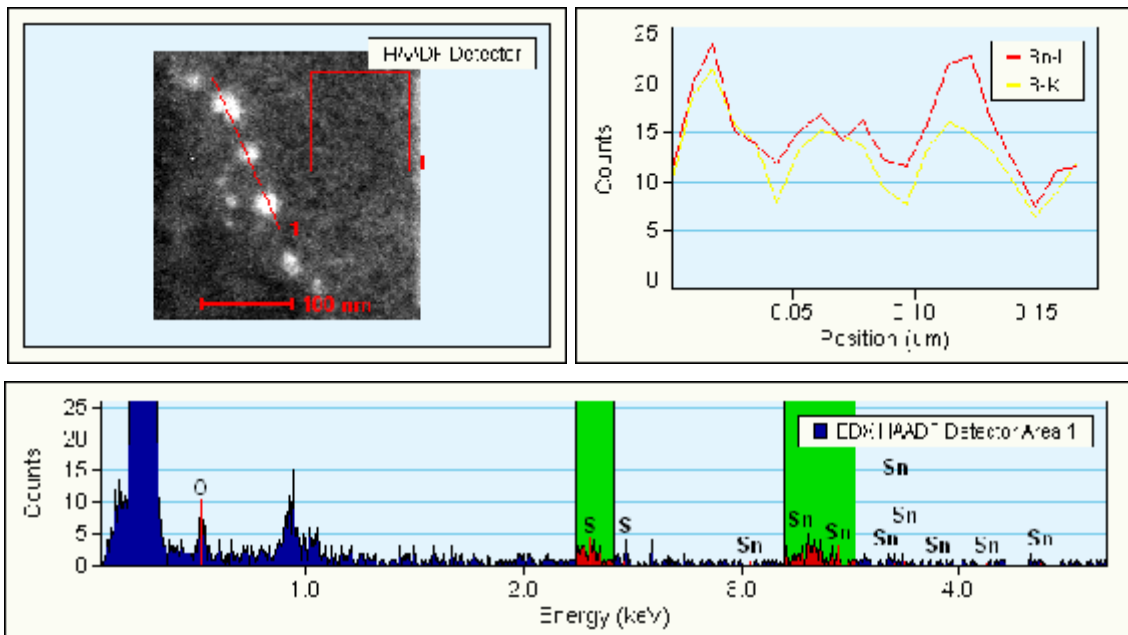 HAADF Detector
1
1
100 nm
25
20
15
10
5
0
Counts
Sn-L
S-K
0.05
0.10
0.15
Position (um)
25
20
15
10
5
0
Counts
EDX HAADF Detector Area 1
O
S
S
Sn
Sn
Sn
Sn
Sn
Sn
Sn
Sn
Sn
1.0
2.0
3.0
4.0
Energy (keV)